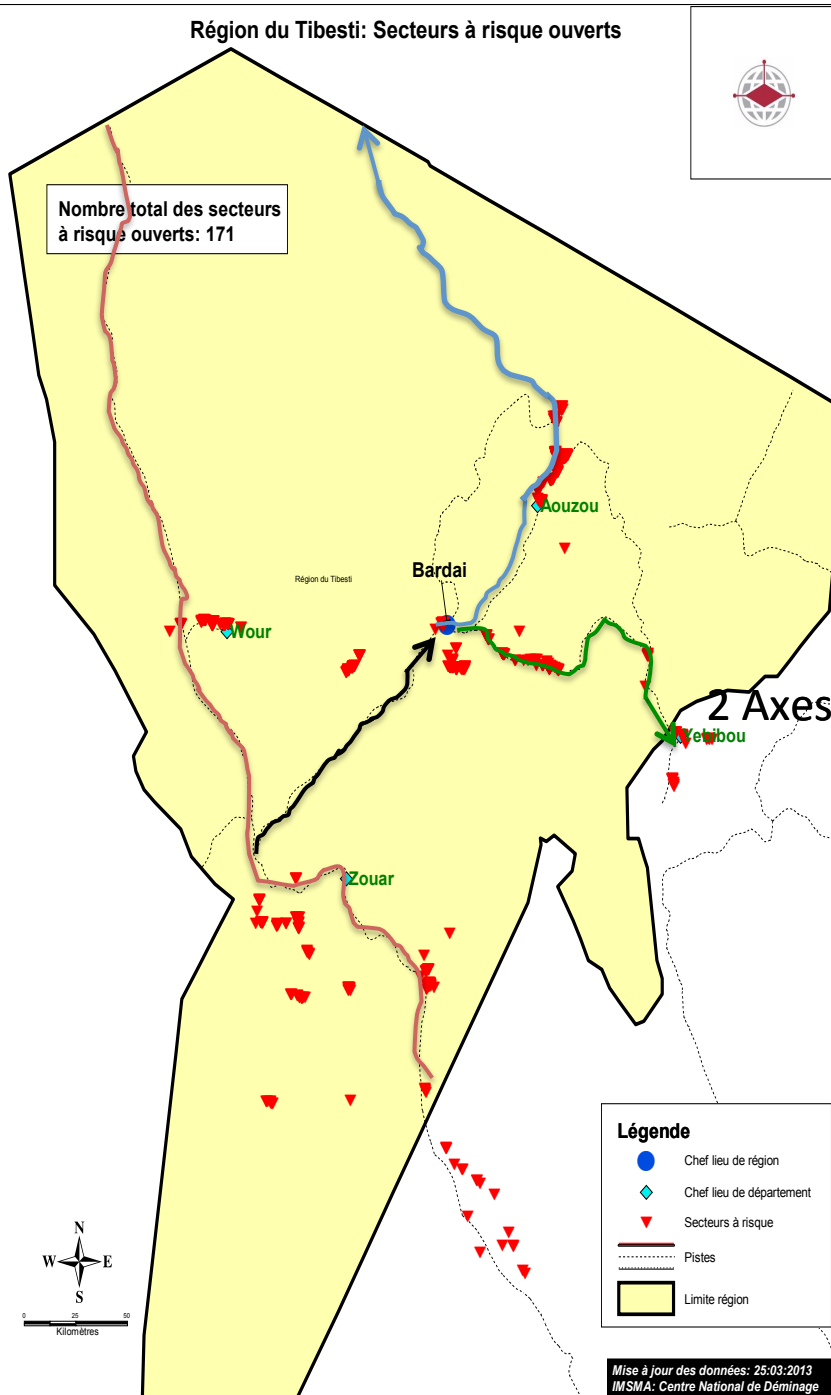 Région du Tibesti: Secteurs à risque ouverts
Nombre total des secteurs
à risque ouverts: 171
Aouzou
Région du Tibesti
Bardai
Wour
2 Axes
Yebibou
Zouar
Légende
Chef lieu de région
Chef lieu de département
Secteurs à risque
Pistes
Limite région
N
W E
S
0 25 50
Kilomètres
Mise à jour des données: 25:03:2013
IMSMA: Centre National de Déminage